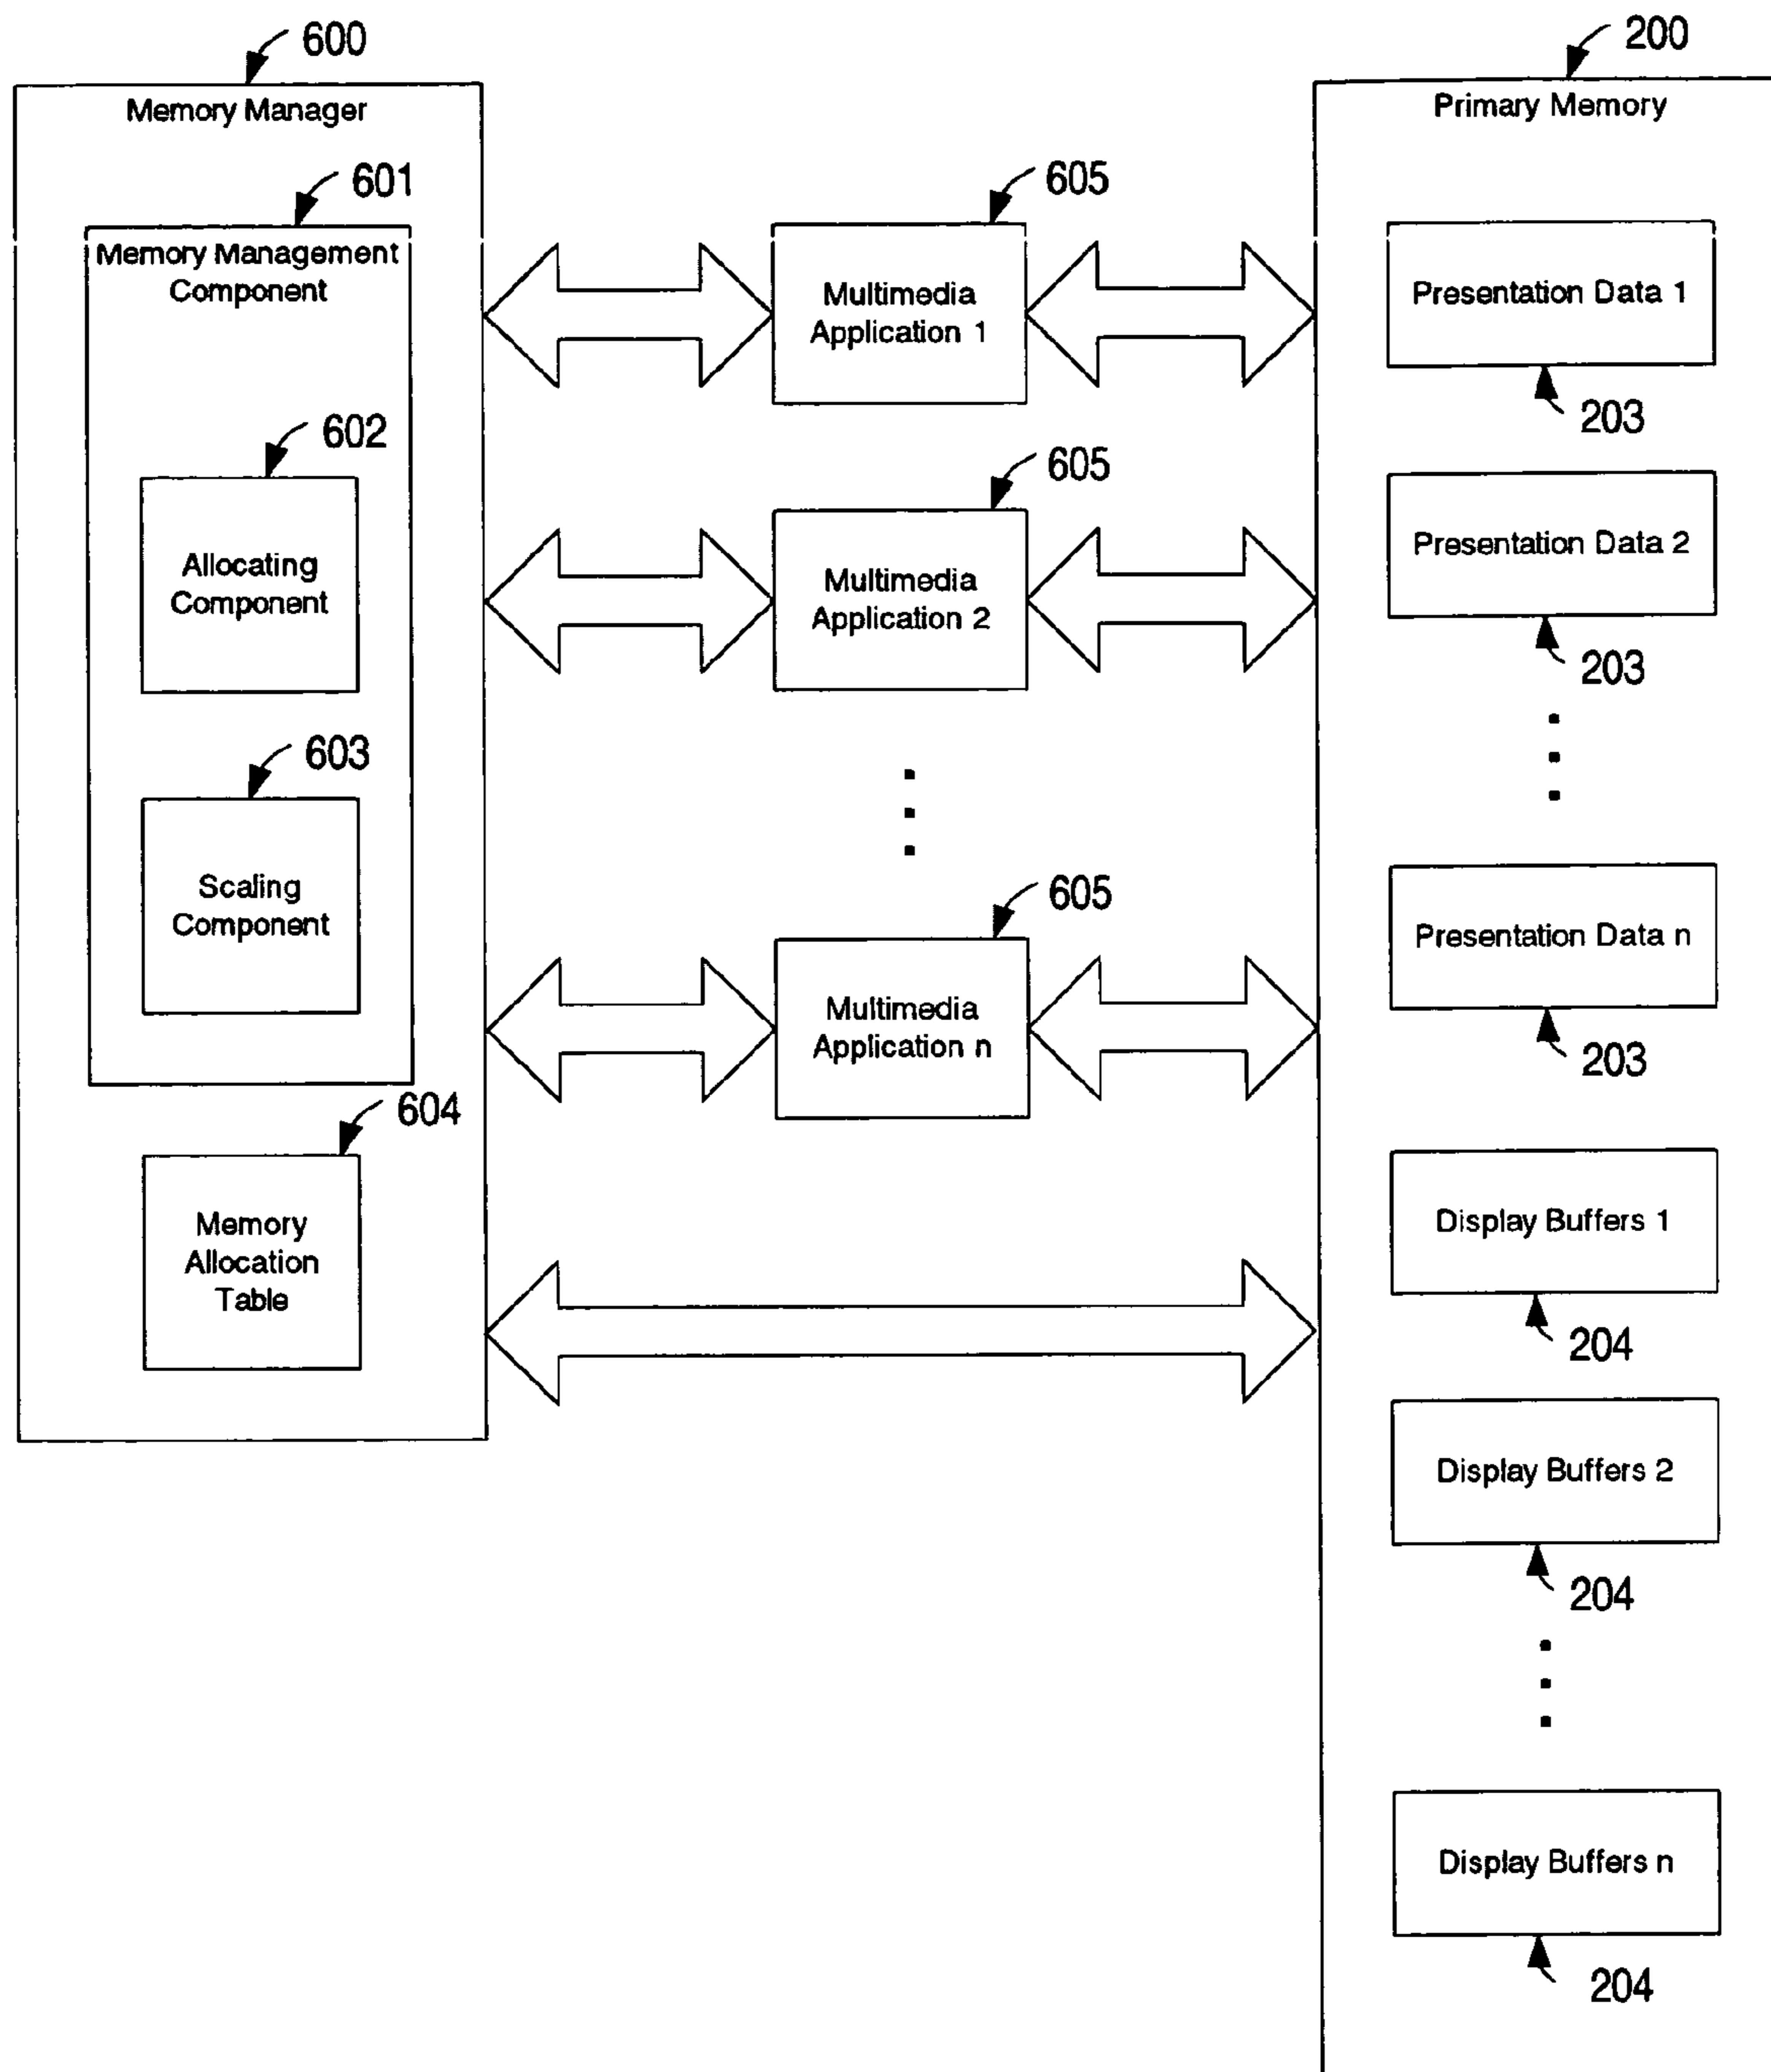 600
Memory Manager
601
Memory Management
Component
602
Allocating
Component
603
Scaling
Component
604
Memory
Allocation
Table
605
Multimedia
Application 1
605
Multimedia
Application 2
605
Multimedia
Application n
200
Primary Memory
Presentation Data 1
203
Presentation Data 2
203
Presentation Data n
203
Display Buffers 1
204
Display Buffers 2
204
Display Buffers n
204